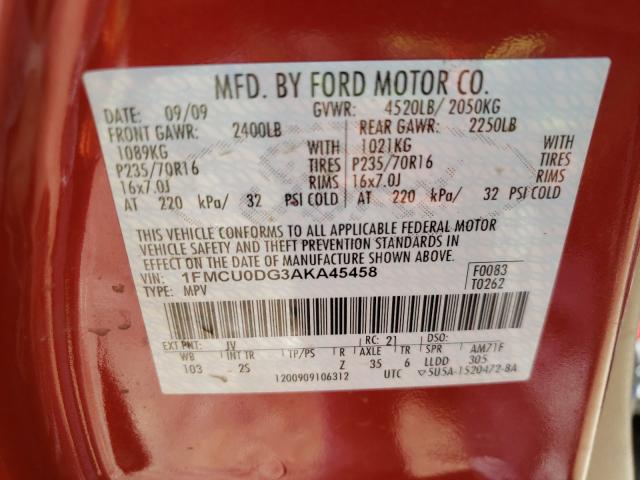 MFD. BY FORD MOTOR CO.
DATE: 09/09 GVWR: 4520LB/ 2050KG
FRONT GAWR: 2400LB REAR GAWR: 2250LB
1089KG WITH 1021KG WITH
P235/70R16 TIRES P235/70R16 TIRES
16x7.0J RIMS 16x7.0J RIMS
AT 220 kPa/ 32 PSI COLD AT 220 kPa/ 32 PSI COLD
THIS VEHICLE CONFORMS TO ALL APPLICABLE FEDERAL MOTOR
VEHICLE SAFETY AND THEFT PREVENTION STANDARDS IN
EFFECT ON THE DATE OF MANUFACTURE SHOWN ABOVE.
VIN: 1FMCU0DG3AKA45458 F0083
TYPE: MPV T0262
EXT PNT: JV RC: 21 DSO:
WB INT TR TP/PS R AXLE TR SPR AM71F
103 2S Z 35 6 LLDD 305
1200909106312 UTC ▽5U5A-1520472-BA